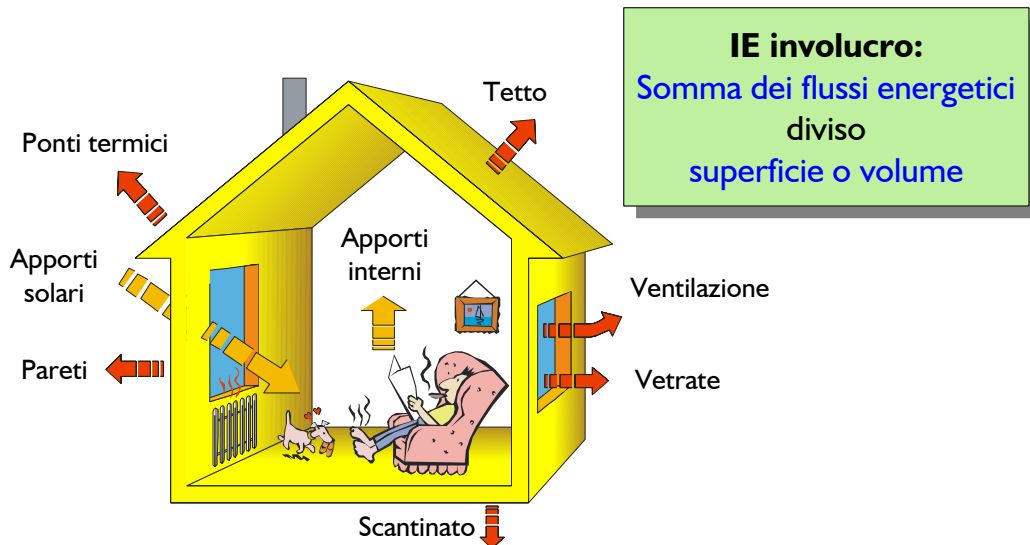 IE involucro:
Somma dei flussi energetici
diviso
superficie o volume
Tetto
Ponti termici
Apporti
solari
Apporti
interni
Ventilazione
Pareti
Vetrate
Scantinato